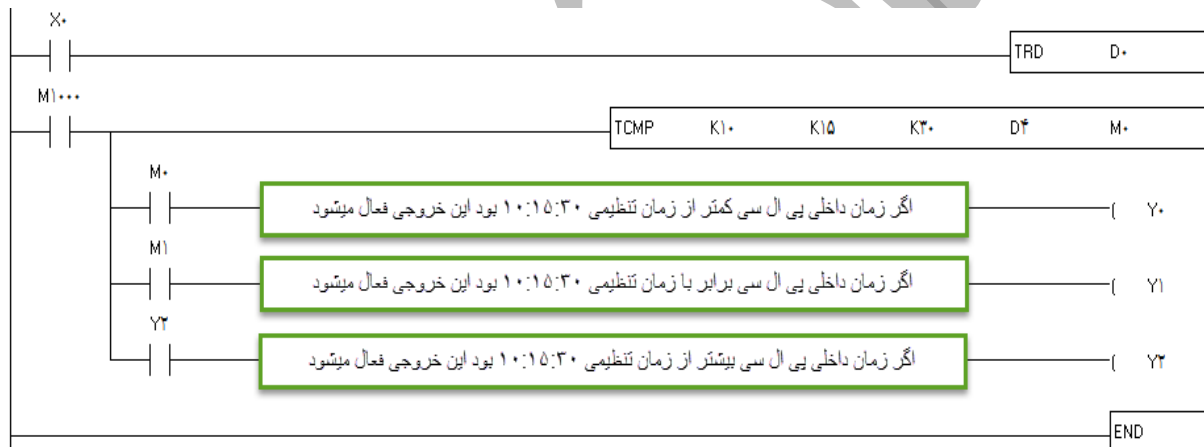 X۰
TRD D۰
M۱۰۰۰
TCMP K۱۰ K۱۵ K۳۰ D۴ M۰
M۰
اگر زمان داخلی پی ال سی کمتر از زمان تنظیمی ۱۰:۱۵:۳۰ بود این خروجی فعال میشود
( Y۰
M۱
اگر زمان داخلی پی ال سی برابر با زمان تنظیمی ۱۰:۱۵:۳۰ بود این خروجی فعال میشود
( Y۱
Y۲
اگر زمان داخلی پی ال سی بیشتر از زمان تنظیمی ۱۰:۱۵:۳۰ بود این خروجی فعال میشود
( Y۲
END